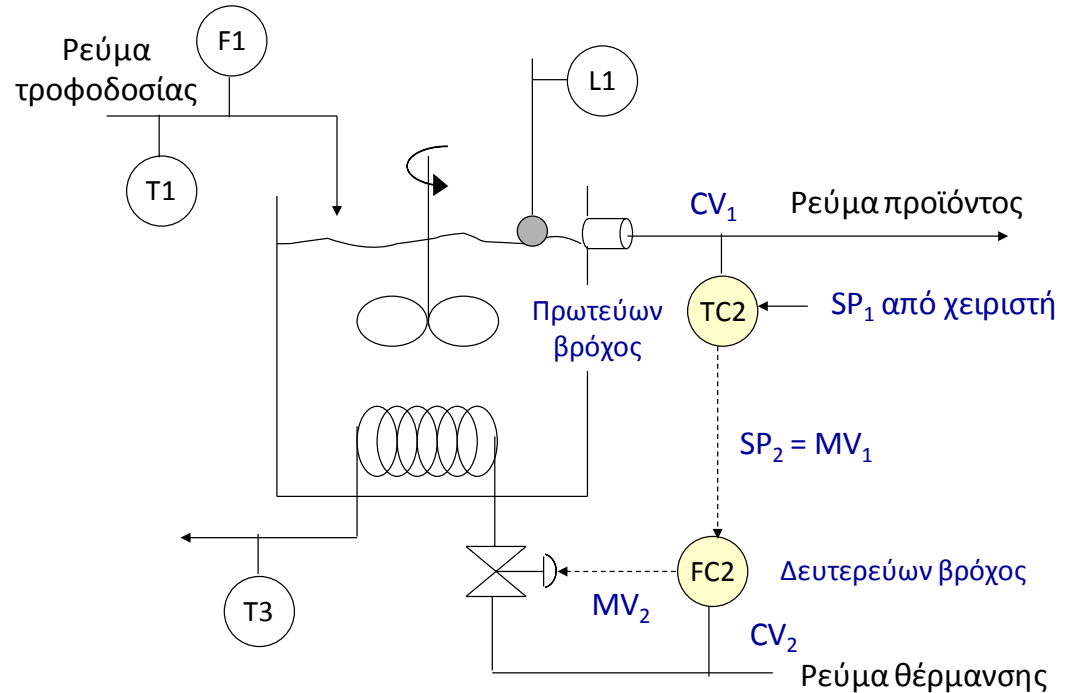 F1
Ρεύμα
τροφοδοσίας
L1
T1
CV1
Ρεύμα προϊόντος
TC2
SP1 από χειριστή
Πρωτεύων
βρόχος
SP2 = MV1
FC2
Δευτερεύων βρόχος
MV2
T3
CV2
Ρεύμα θέρμανσης